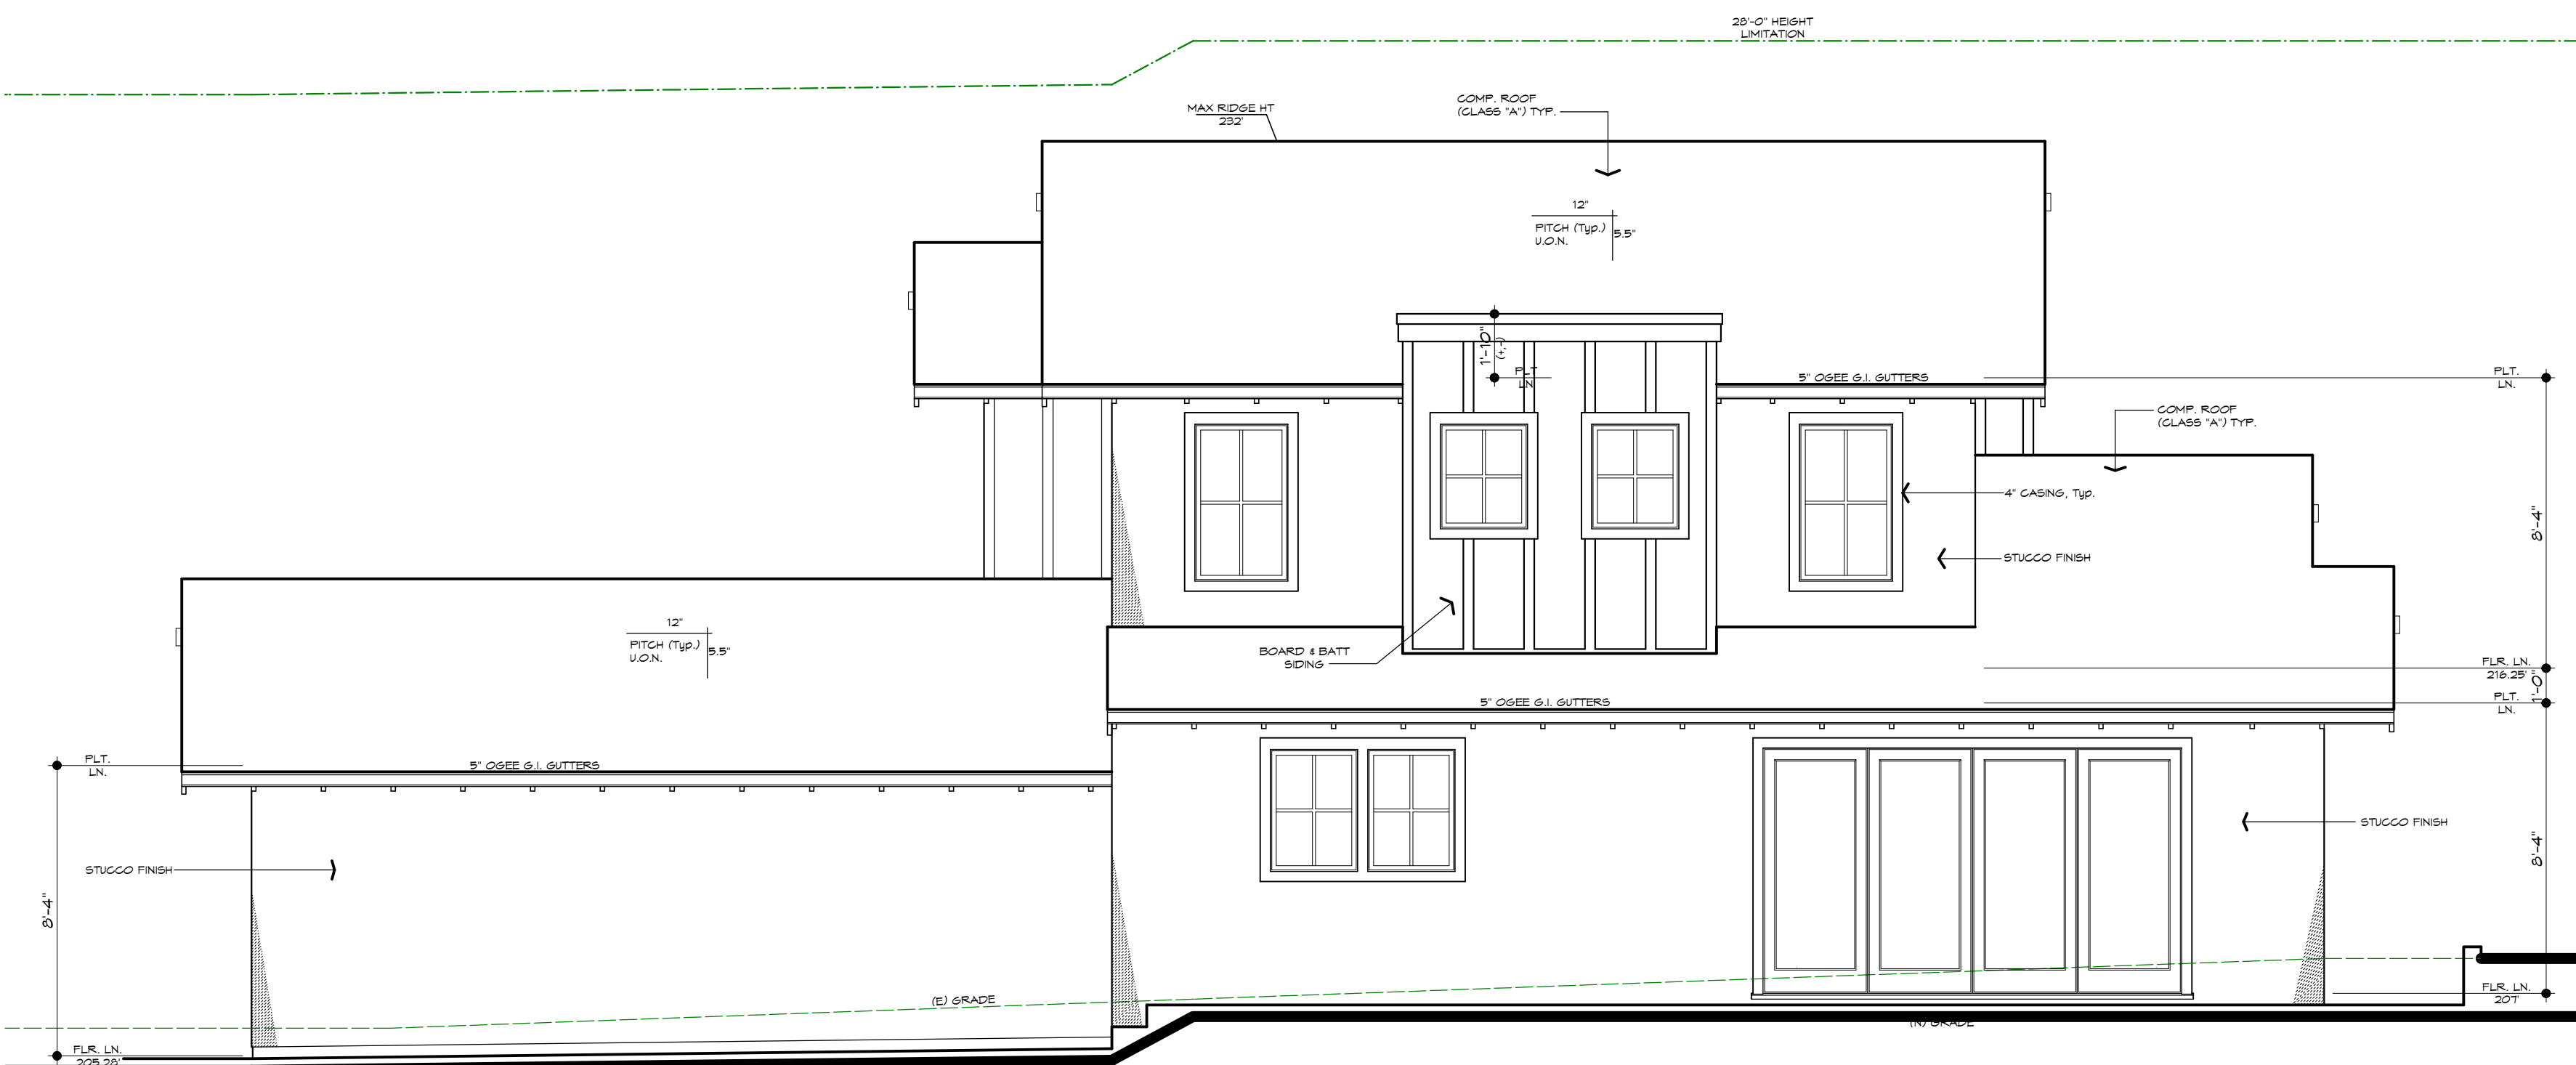 28'-0" HEIGHT
LIMITATION
MAX RIDGE HT
232'
COMP. ROOF
(CLASS "A") TYP.
12"
PITCH (Typ.)
U.O.N.
5.5"
1'-10"
(+,-)
PLT
LN
5" OGEE G.I. GUTTERS
PLT.
LN.
COMP. ROOF
(CLASS "A") TYP.
4" CASING, Typ.
8'-4"
STUCCO FINISH
12"
PITCH (Typ.)
U.O.N.
5.5"
BOARD & BATT
SIDING
FLR. LN.
216.25'
1'-0"
5" OGEE G.I. GUTTERS
PLT.
LN.
PLT.
LN.
5" OGEE G.I. GUTTERS
STUCCO FINISH
8'-4"
STUCCO FINISH
8'-4"
(E) GRADE
FLR. LN.
207'
(N) GRADE
FLR. LN.
205.28'